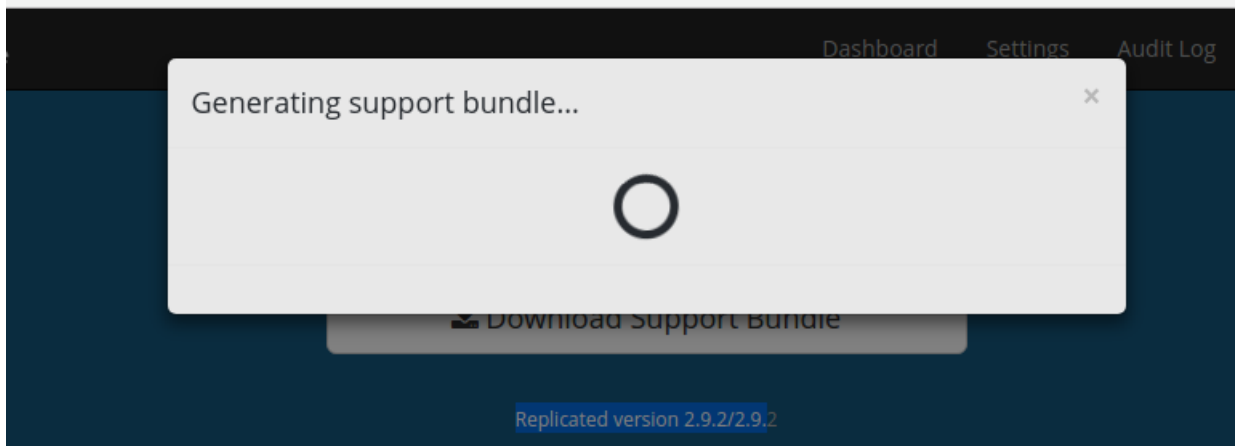 Dashboard Settings Audit Log
Generating support bundle... ×
Download Support Bundle
Replicated version 2.9.2/2.9.2